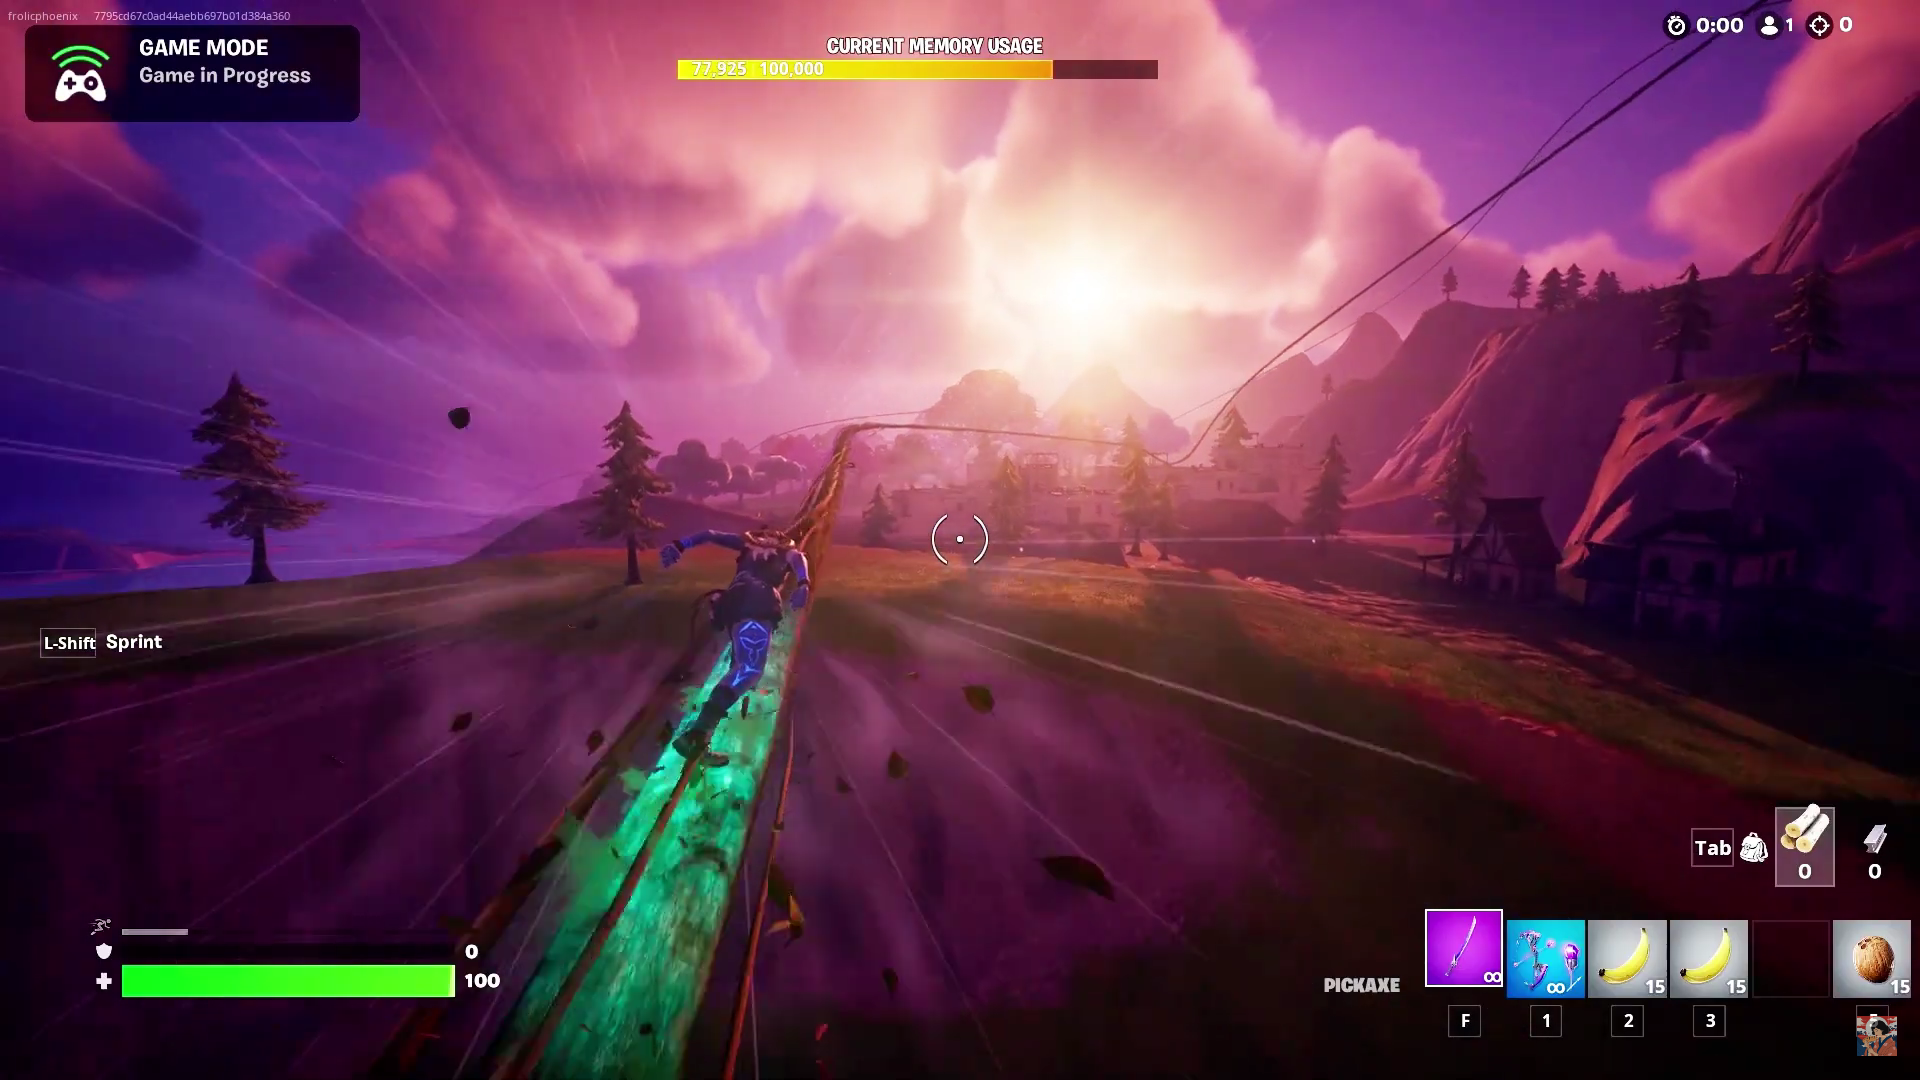 frolicphoenix 7795cd67c0ad44aebb697b01d384a360
GAME MODE
Game in Progress
CURRENT MEMORY USAGE
77,925 | 100,000
0:00 1 0
L-Shift Sprint
Tab
0 0
0
100
PICKAXE
∞ ∞ 15 15 15
F 1 2 3